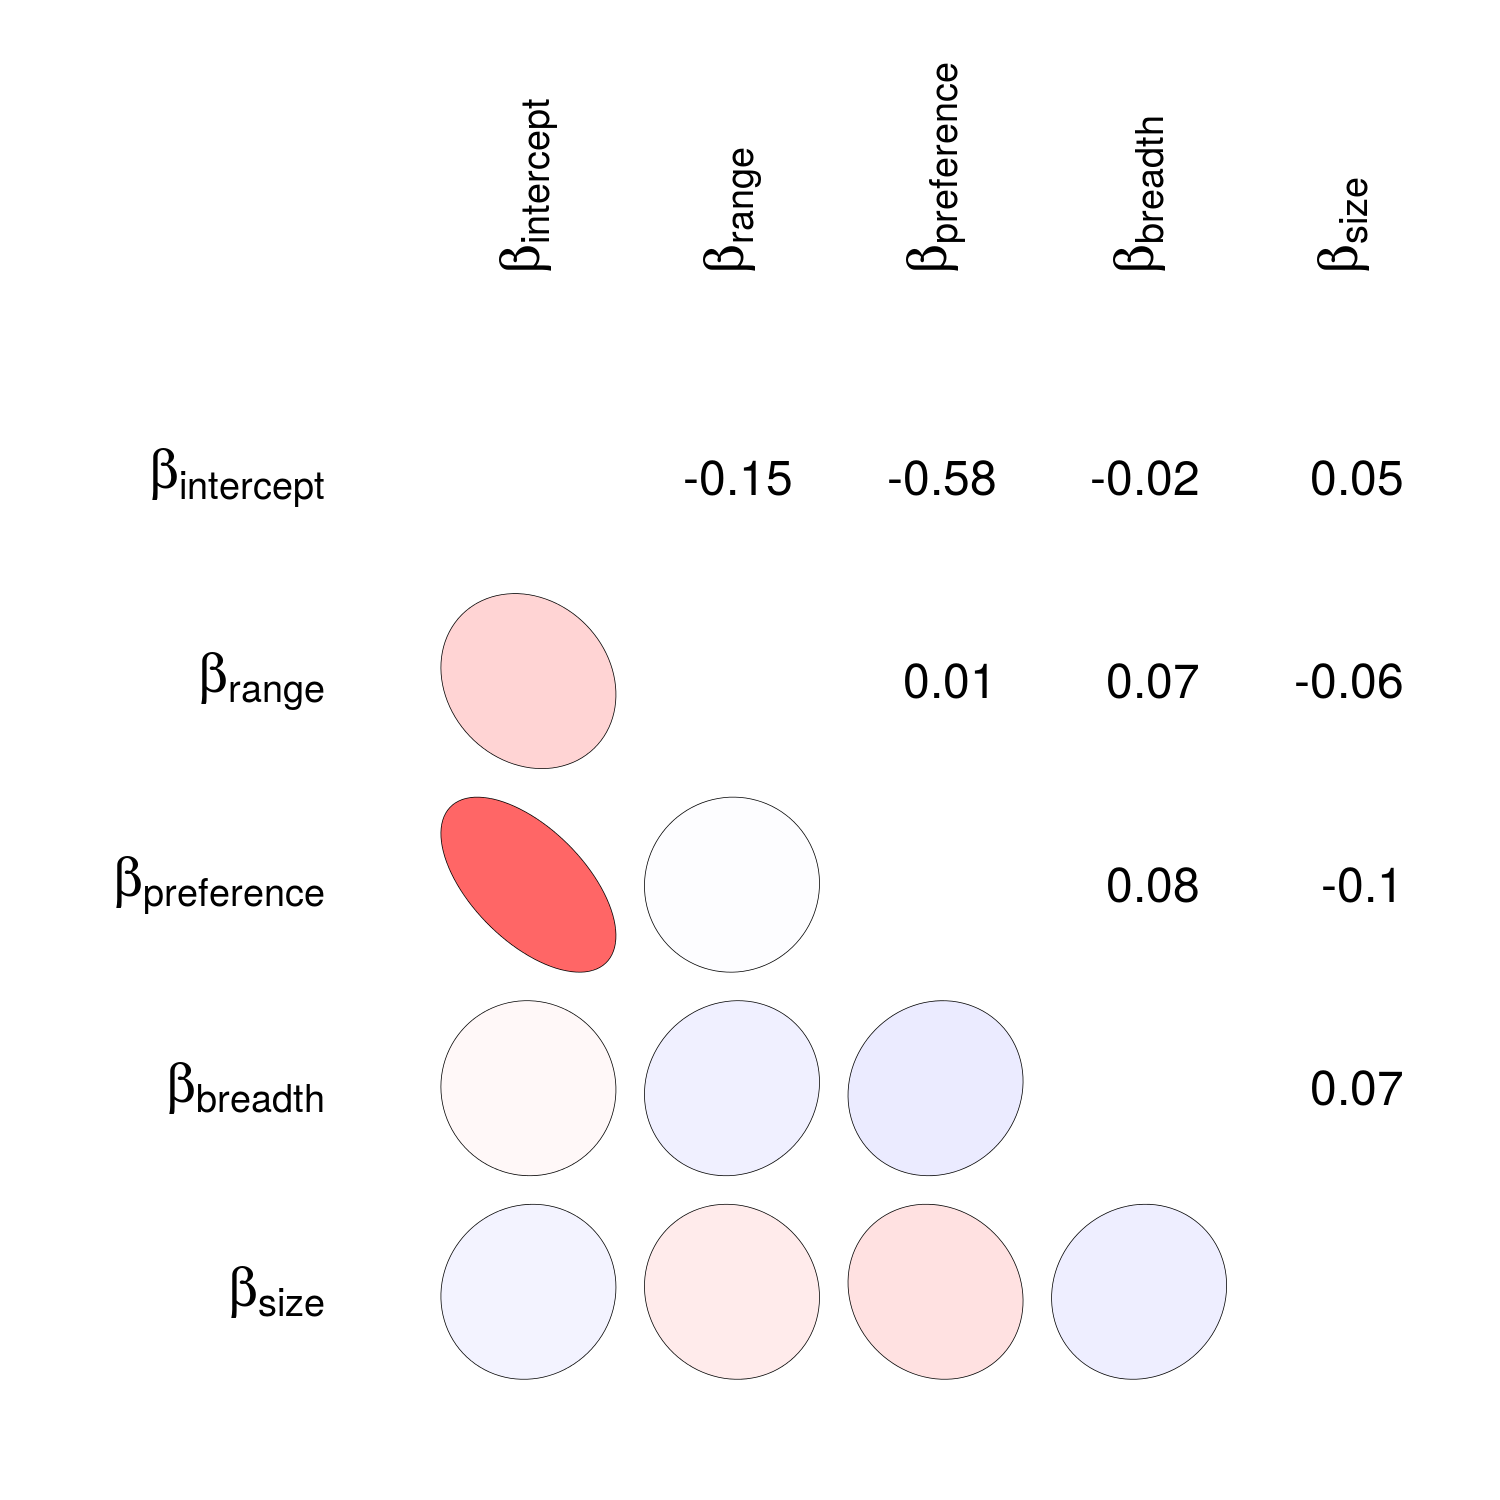 βintercept βrange βpreference βbreadth βsize
βintercept -0.15 -0.58 -0.02 0.05
βrange 0.01 0.07 -0.06
βpreference 0.08 -0.1
βbreadth 0.07
βsize